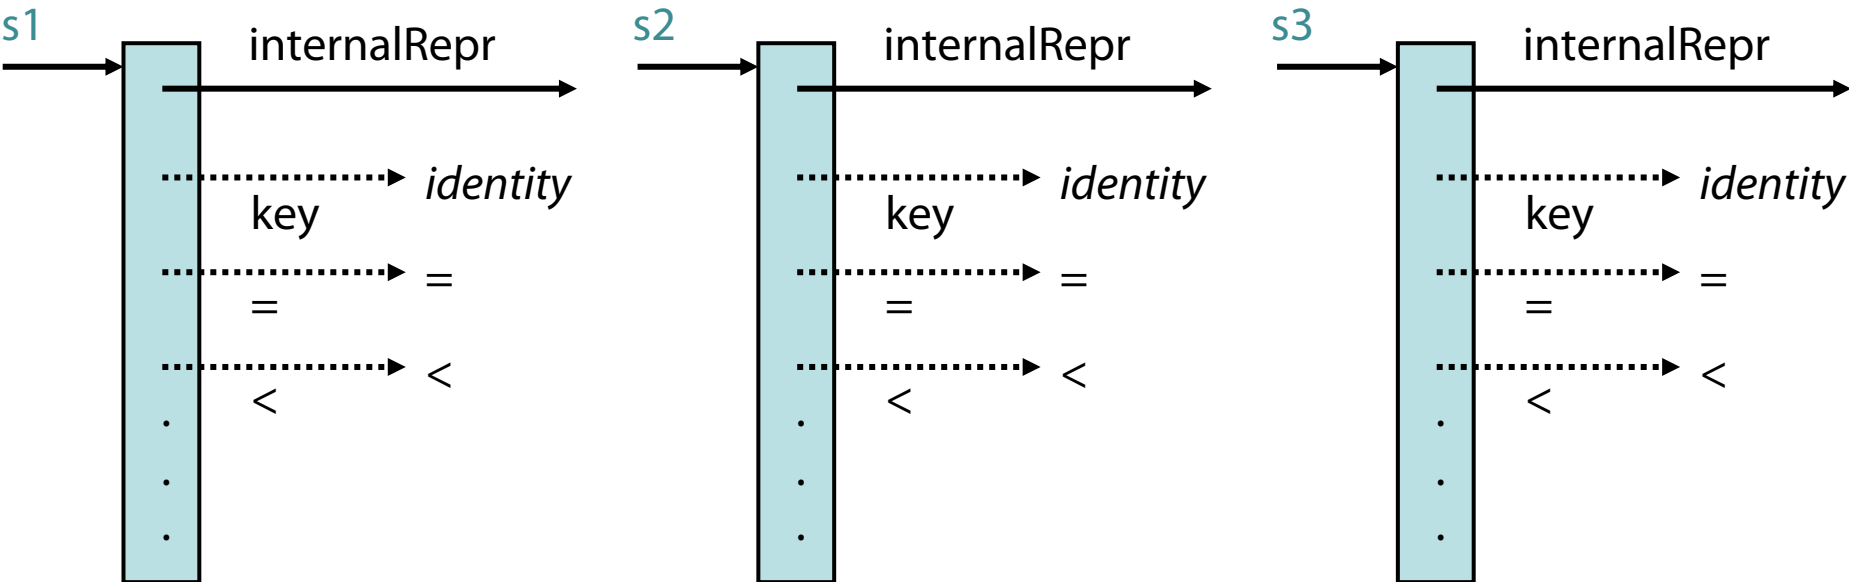 s1
internalRepr
identity
key
=
=
<
<
.
.
.
s2
internalRepr
identity
key
=
=
<
<
.
.
.
s3
internalRepr
identity
key
=
=
<
<
.
.
.